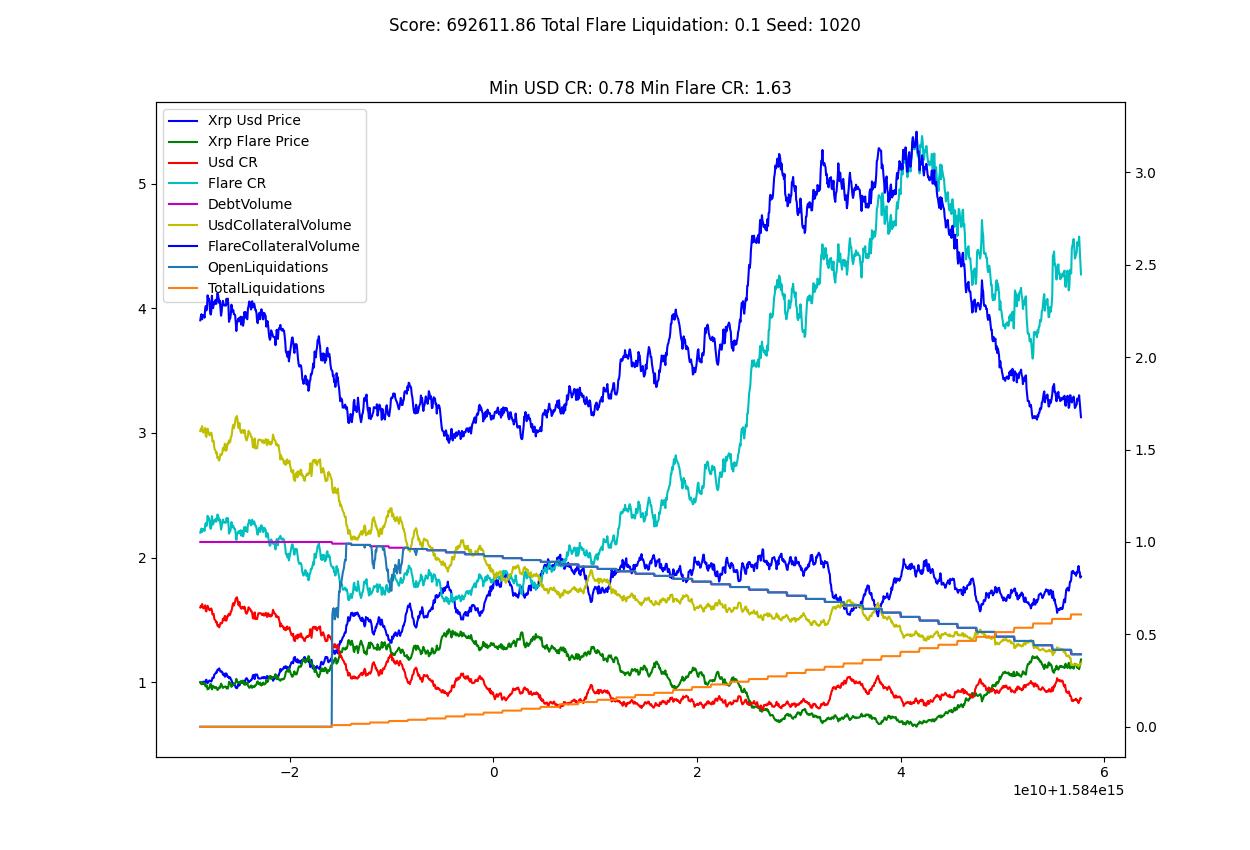 Score: 692611.86 Total Flare Liquidation: 0.1 Seed: 1020
Min USD CR: 0.78 Min Flare CR: 1.63
Xrp Usd Price
Xrp Flare Price
Usd CR
Flare CR
DebtVolume
UsdCollateralVolume
FlareCollateralVolume
OpenLiquidations
TotalLiquidations
5
4
3
2
1
3.0
2.5
2.0
1.5
1.0
0.5
0.0
−2
0
2
4
6
1e10+1.584e15